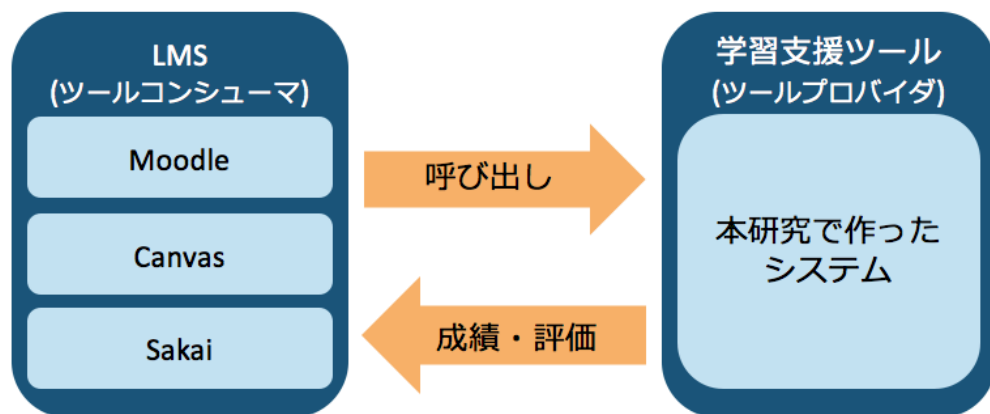 LMS
(ツールコンシューマ)
Moodle
Canvas
Sakai
呼び出し
成績・評価
学習支援ツール
(ツールプロバイダ)
本研究で作った
システム